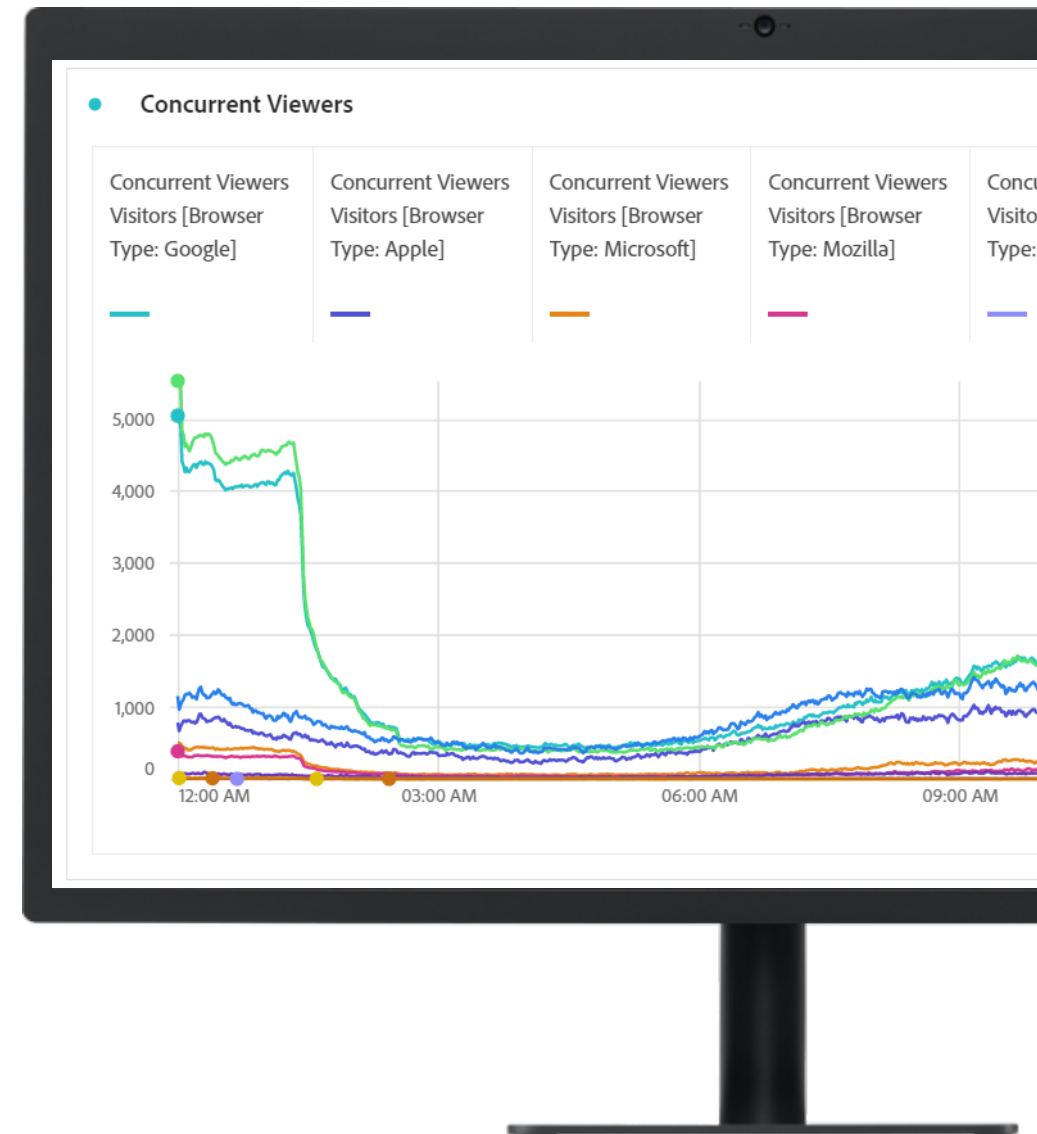 Concurrent Viewers
Concurrent Viewers
Visitors [Browser
Type: Google]
Concurrent Viewers
Visitors [Browser
Type: Apple]
Concurrent Viewers
Visitors [Browser
Type: Microsoft]
Concurrent Viewers
Visitors [Browser
Type: Mozilla]
Type:
5,000
4,000
3,000
2,000
1,000
0
12:00 AM
03:00 AM
06:00 AM
09:00 AM